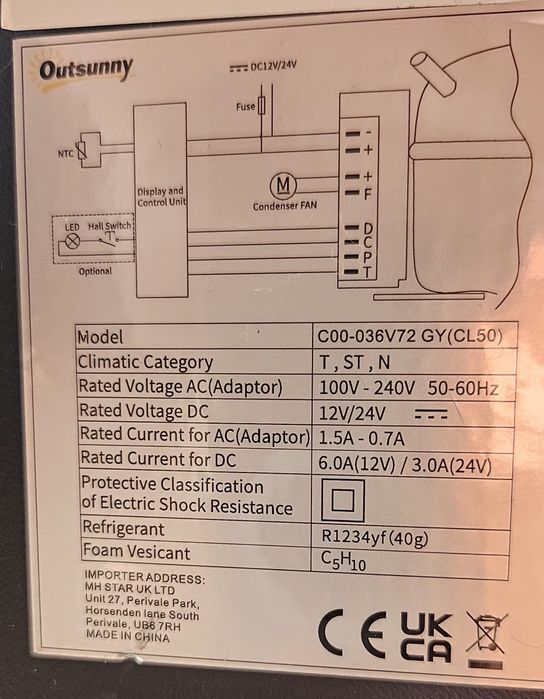 Outsunny
DC12V/24V
Fuse
NTC
Display and
Control Unit
M
Condenser FAN
-
+
+
F
D
C
P
T
LED Hall Switch
Optional
Model C00-036V72 GY(CL50)
Climatic Category T , ST , N
Rated Voltage AC(Adaptor) 100V - 240V 50-60Hz
Rated Voltage DC 12V/24V
Rated Current for AC(Adaptor) 1.5A - 0.7A
Rated Current for DC 6.0A(12V) / 3.0A(24V)
Protective Classification
of Electric Shock Resistance
Refrigerant R1234yf(40g)
Foam Vesicant C5H10
IMPORTER ADDRESS:
MH STAR UK LTD
Unit 27, Perivale Park,
Horsenden lane South
Perivale, UB6 7RH
MADE IN CHINA
CE
UK
CA